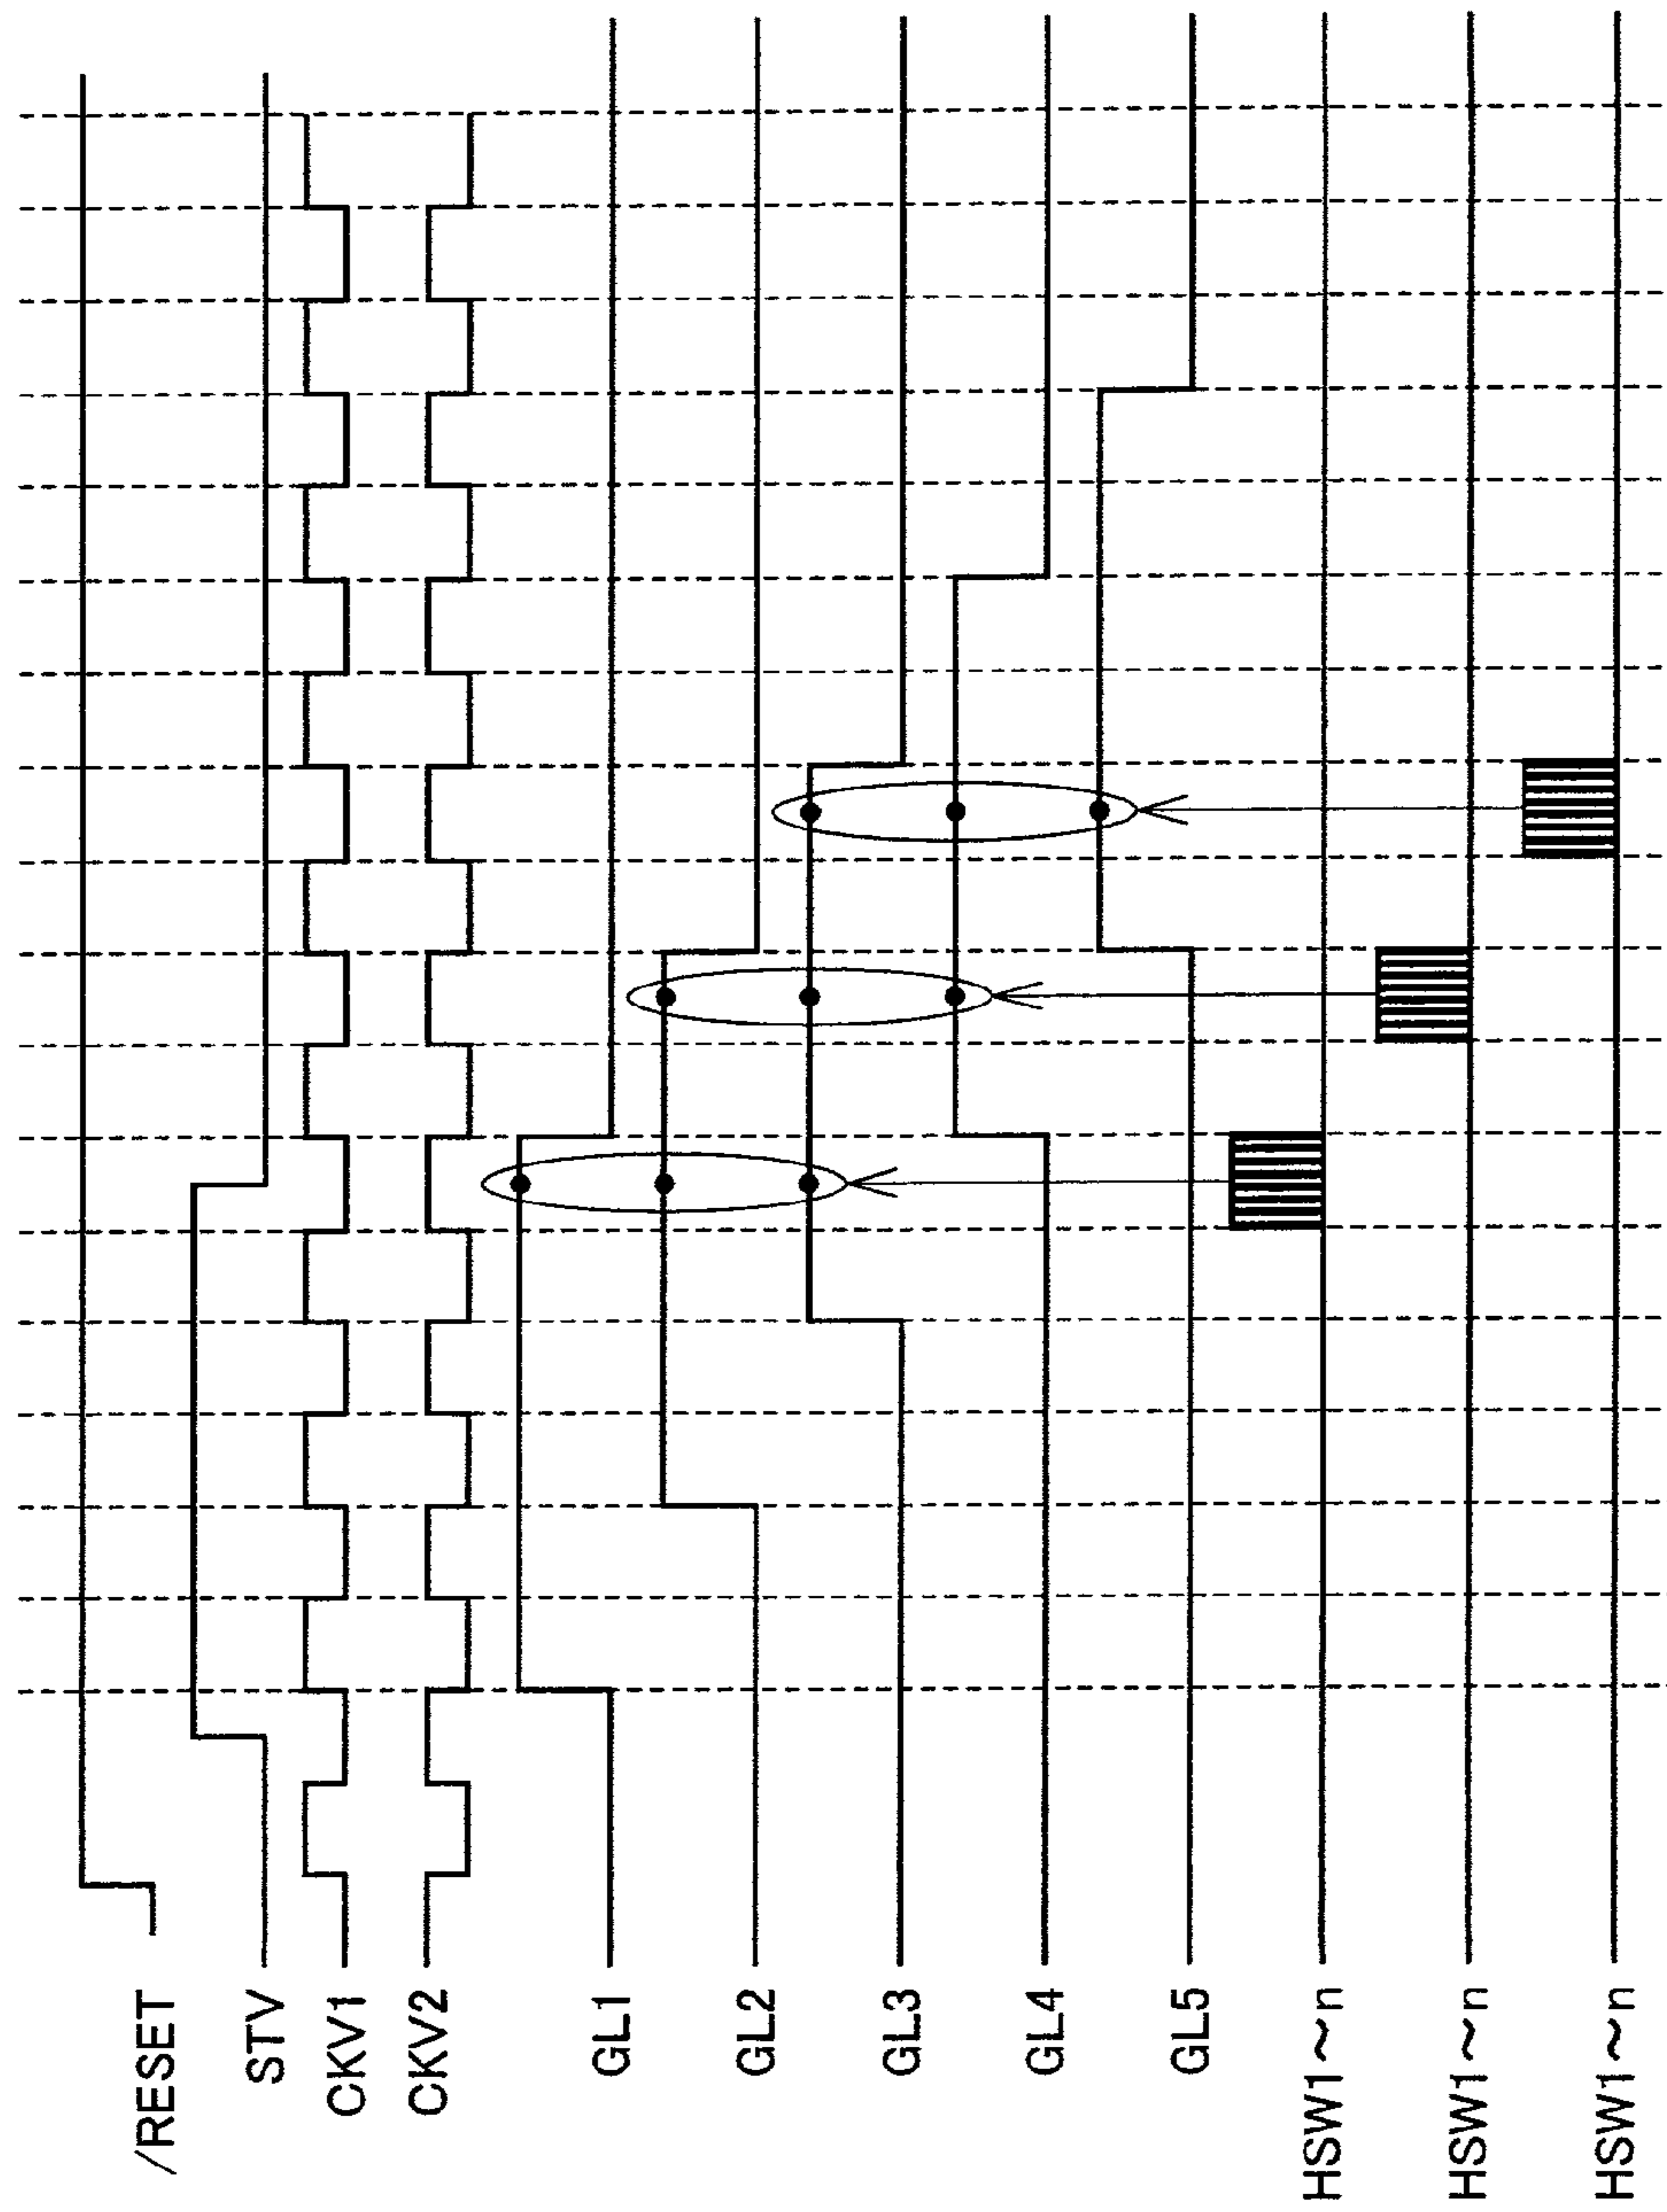 /RESET
STV
CKV1
CKV2
GL1
GL2
GL3
GL4
GL5
HSW1~n
HSW1~n
HSW1~n